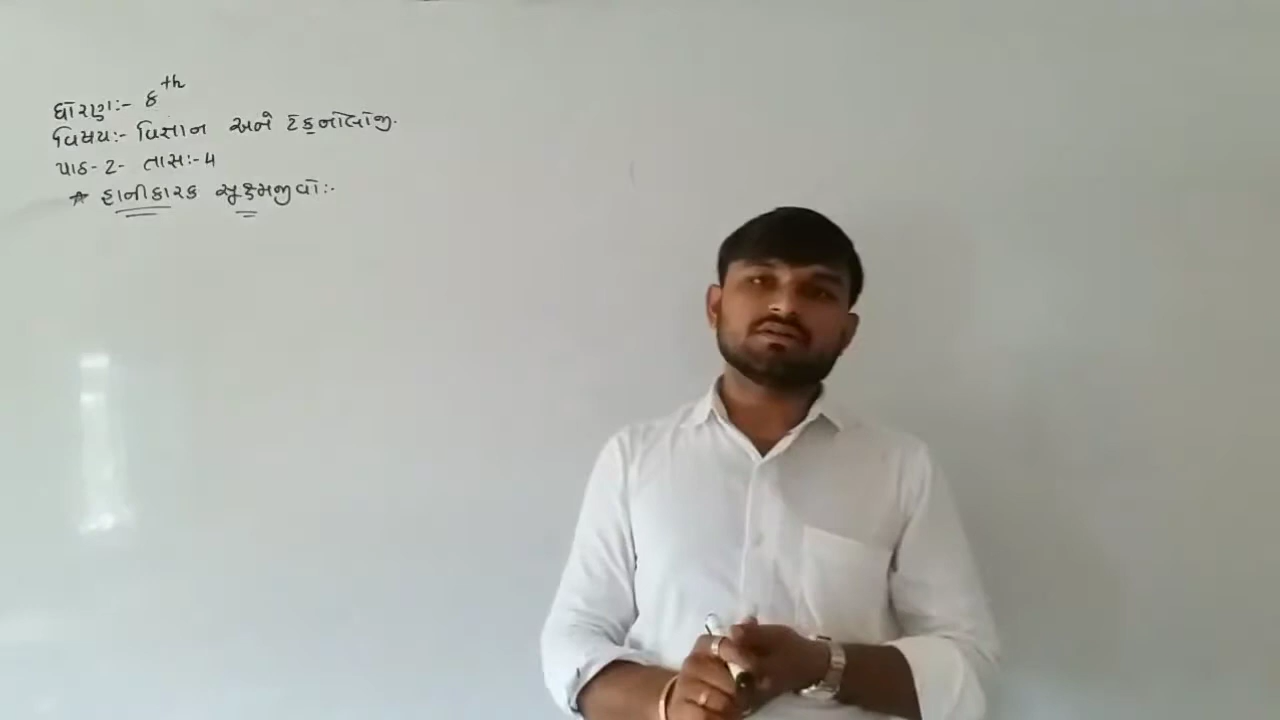 ધોરણ:- 8th
વિષય:- વિજ્ઞાન અને ટેકનોલોજી.
પાઠ-2- તાસ:-4
* હાનીકારક સૂક્ષ્મજીવો:-